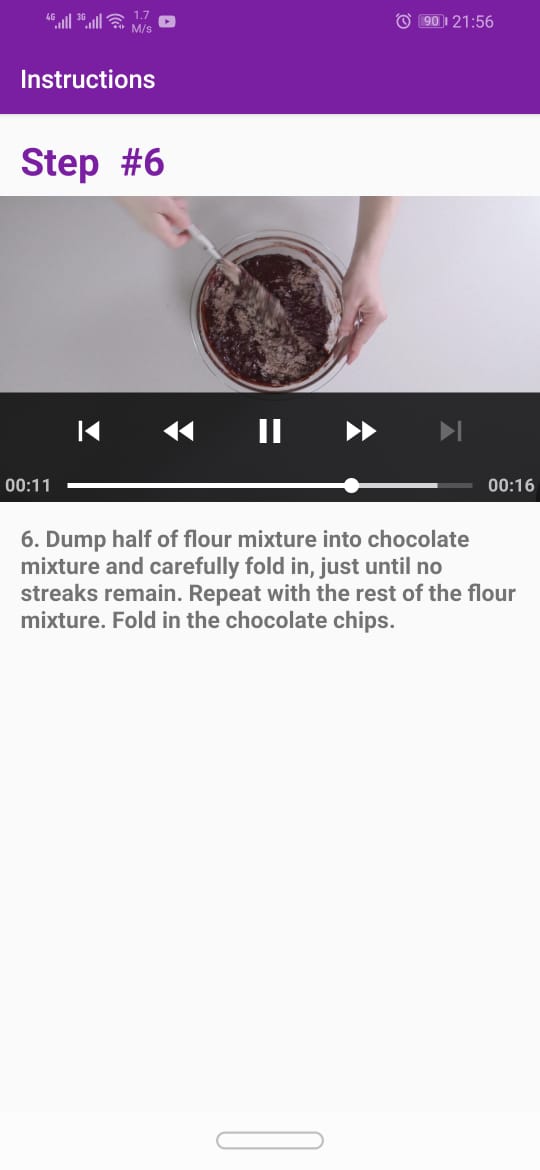 4G 3G 1.7 M/s 90 21:56
Instructions
Step #6
00:11 00:16
6. Dump half of flour mixture into chocolate
mixture and carefully fold in, just until no
streaks remain. Repeat with the rest of the flour
mixture. Fold in the chocolate chips.